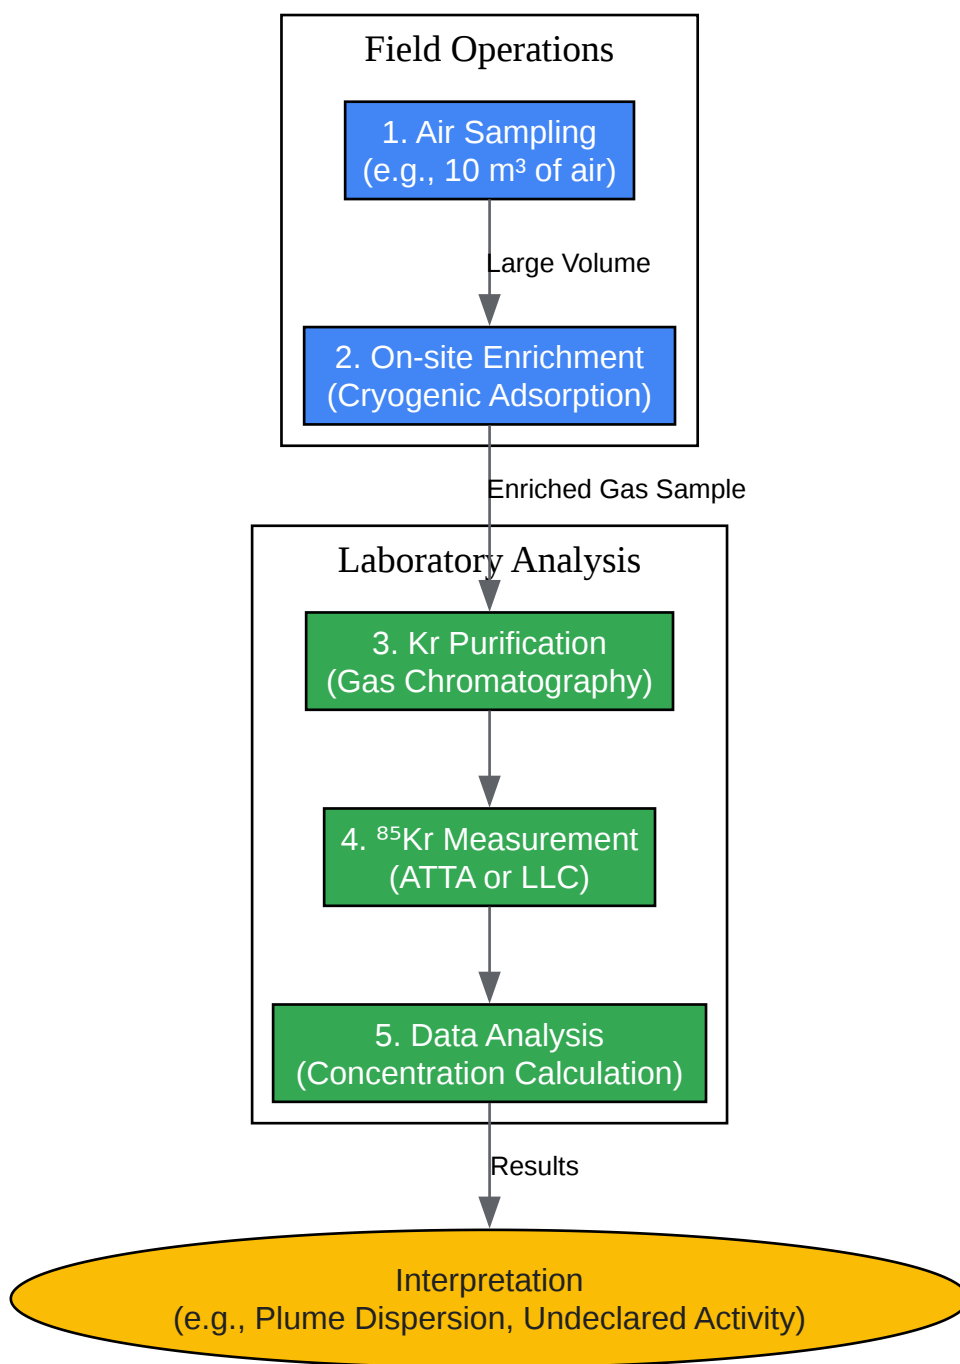 Field Operations
1. Air Sampling
(e.g., 10 m³ of air)
Large Volume
2. On-site Enrichment
(Cryogenic Adsorption)
Enriched Gas Sample
Laboratory Analysis
3. Kr Purification
(Gas Chromatography)
4. ⁸⁵Kr Measurement
(ATTA or LLC)
5. Data Analysis
(Concentration Calculation)
Results
Interpretation
(e.g., Plume Dispersion, Undeclared Activity)